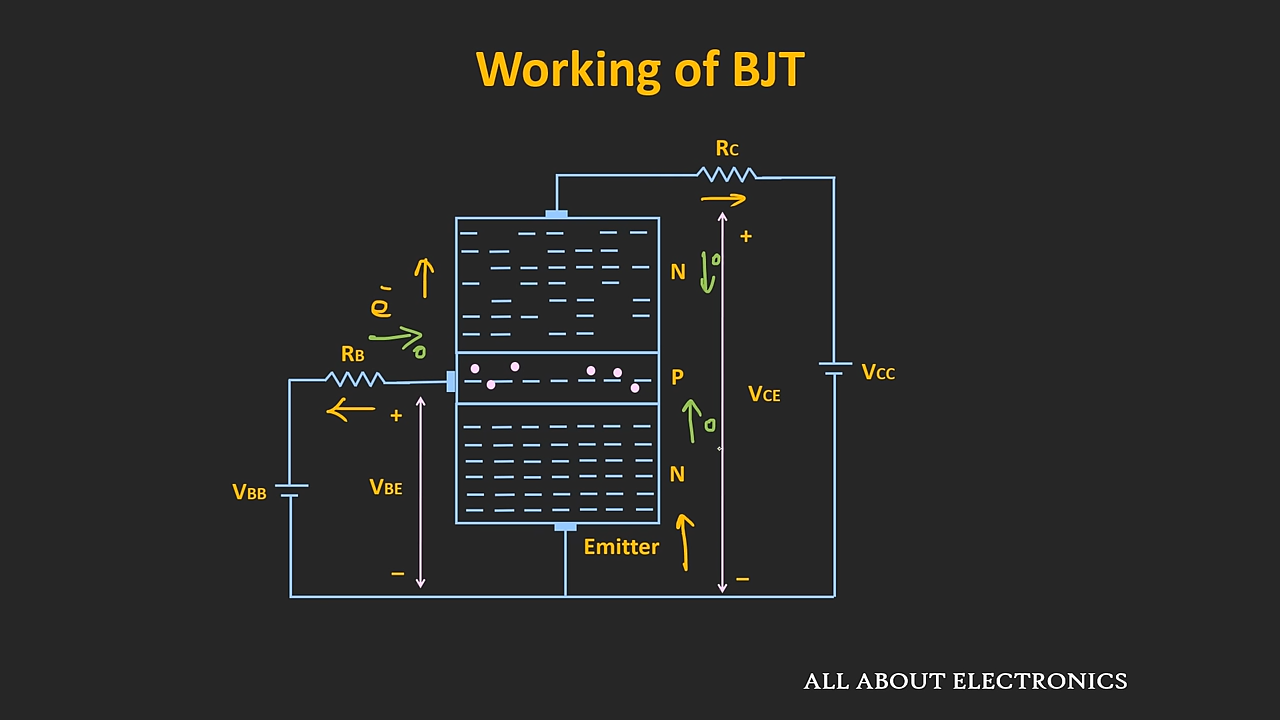 Working of BJT
RC
+
N
e-
RB
P
VCC
VCE
+
N
VBE
VBB
Emitter
–
–
ALL ABOUT ELECTRONICS